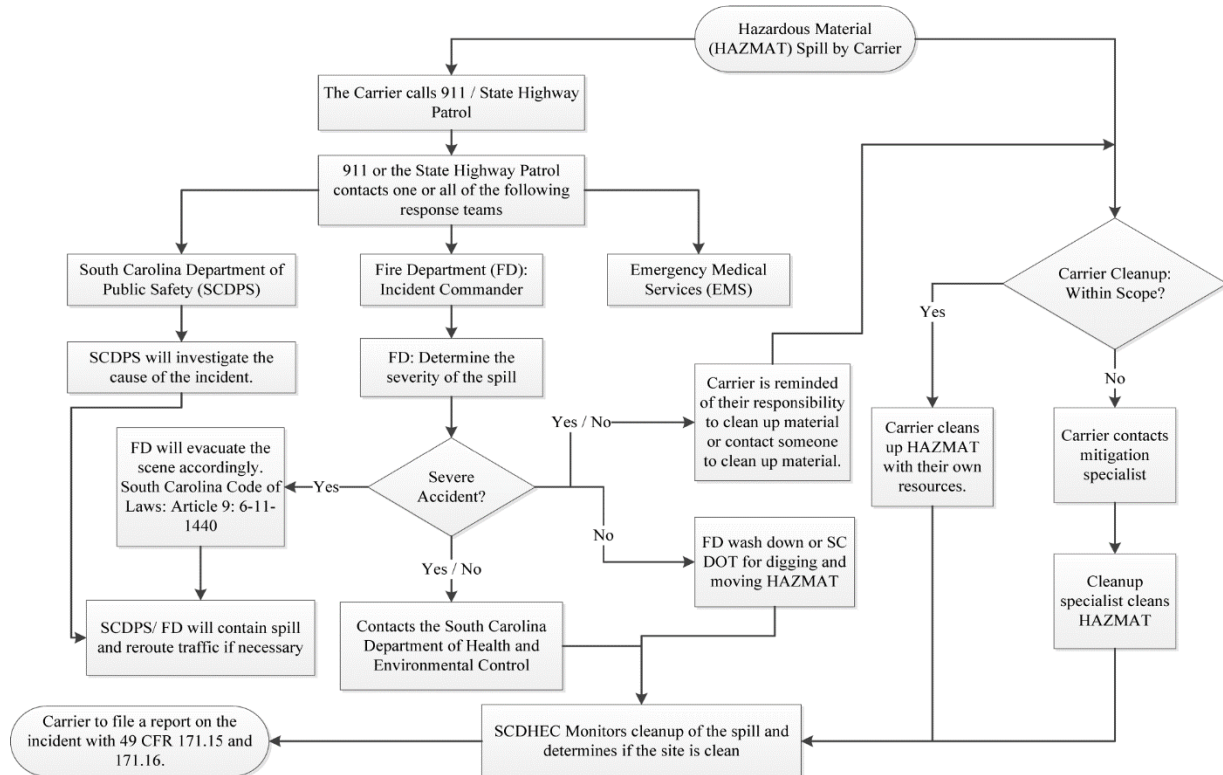 Hazardous Material
(HAZMAT) Spill by Carrier
The Carrier calls 911 / State Highway
Patrol
911 or the State Highway Patrol
contacts one or all of the following
response teams
South Carolina Department of
Public Safety (SCDPS)
Fire Department (FD):
Incident Commander
Emergency Medical
Services (EMS)
Carrier Cleanup:
Within Scope?
Yes
No
SCDPS will investigate the
cause of the incident.
FD: Determine the
severity of the spill
Carrier is reminded
of their responsibility
to clean up material
or contact someone
to clean up material.
Yes / No
Carrier cleans
up HAZMAT
with their own
resources.
Carrier contacts
mitigation
specialist
FD will evacuate the
scene accordingly.
South Carolina Code of
Laws: Article 9: 6-11-
1440
Yes
Severe
Accident?
No
Yes / No
FD wash down or SC
DOT for digging and
moving HAZMAT
Cleanup
specialist cleans
HAZMAT
SCDPS/ FD will contain spill
and reroute traffic if necessary
Contacts the South Carolina
Department of Health and
Environmental Control
Carrier to file a report on the
incident with 49 CFR 171.15 and
171.16.
SCDHEC Monitors cleanup of the spill and
determines if the site is clean